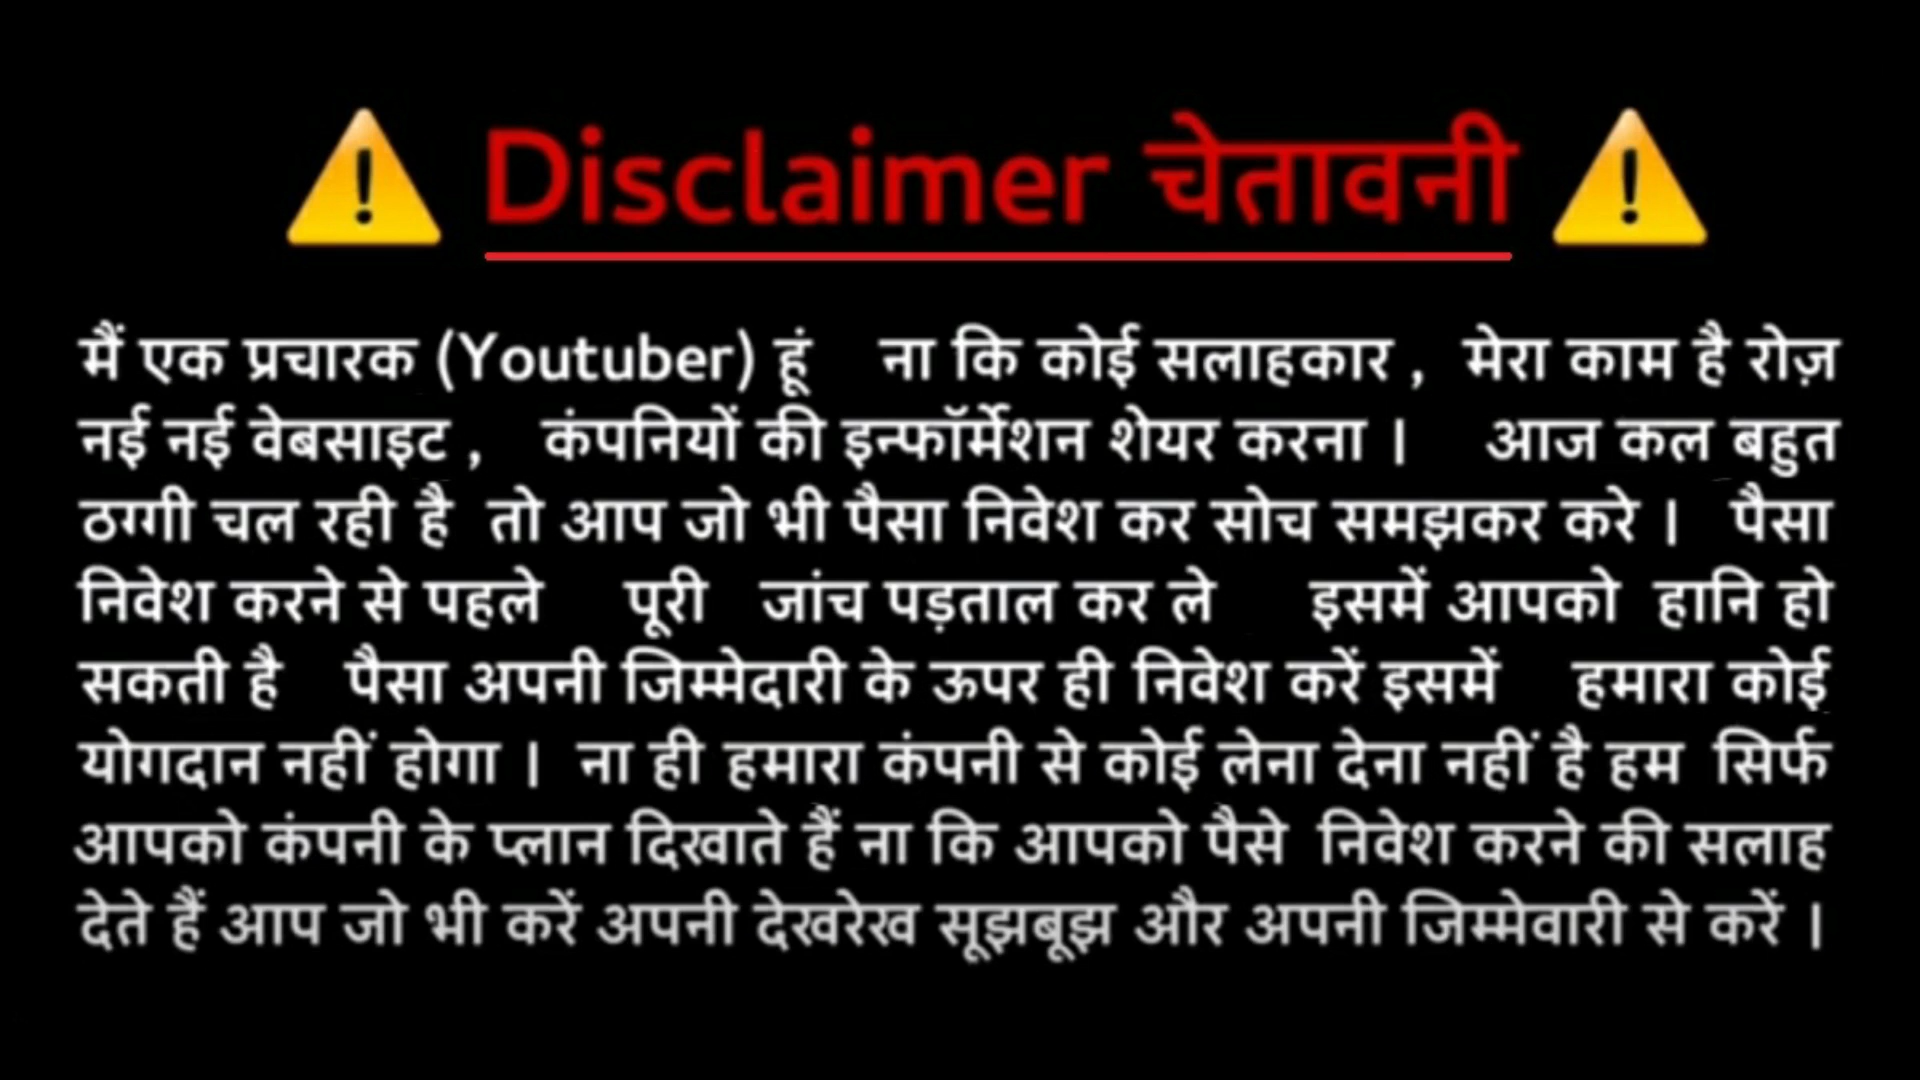 ⚠️ Disclaimer चेतावनी ⚠️
मैं एक प्रचारक (Youtuber) हूं ना कि कोई सलाहकार , मेरा काम है रोज़
नई नई वेबसाइट , कंपनियों की इन्फॉर्मेशन शेयर करना । आज कल बहुत
ठग्गी चल रही है तो आप जो भी पैसा निवेश कर सोच समझकर करे । पैसा
निवेश करने से पहले पूरी जांच पड़ताल कर ले इसमें आपको हानि हो
सकती है पैसा अपनी जिम्मेदारी के ऊपर ही निवेश करें इसमें हमारा कोई
योगदान नहीं होगा । ना ही हमारा कंपनी से कोई लेना देना नहीं है हम सिर्फ
आपको कंपनी के प्लान दिखाते हैं ना कि आपको पैसे निवेश करने की सलाह
देते हैं आप जो भी करें अपनी देखरेख सूझबूझ और अपनी जिम्मेवारी से करें ।